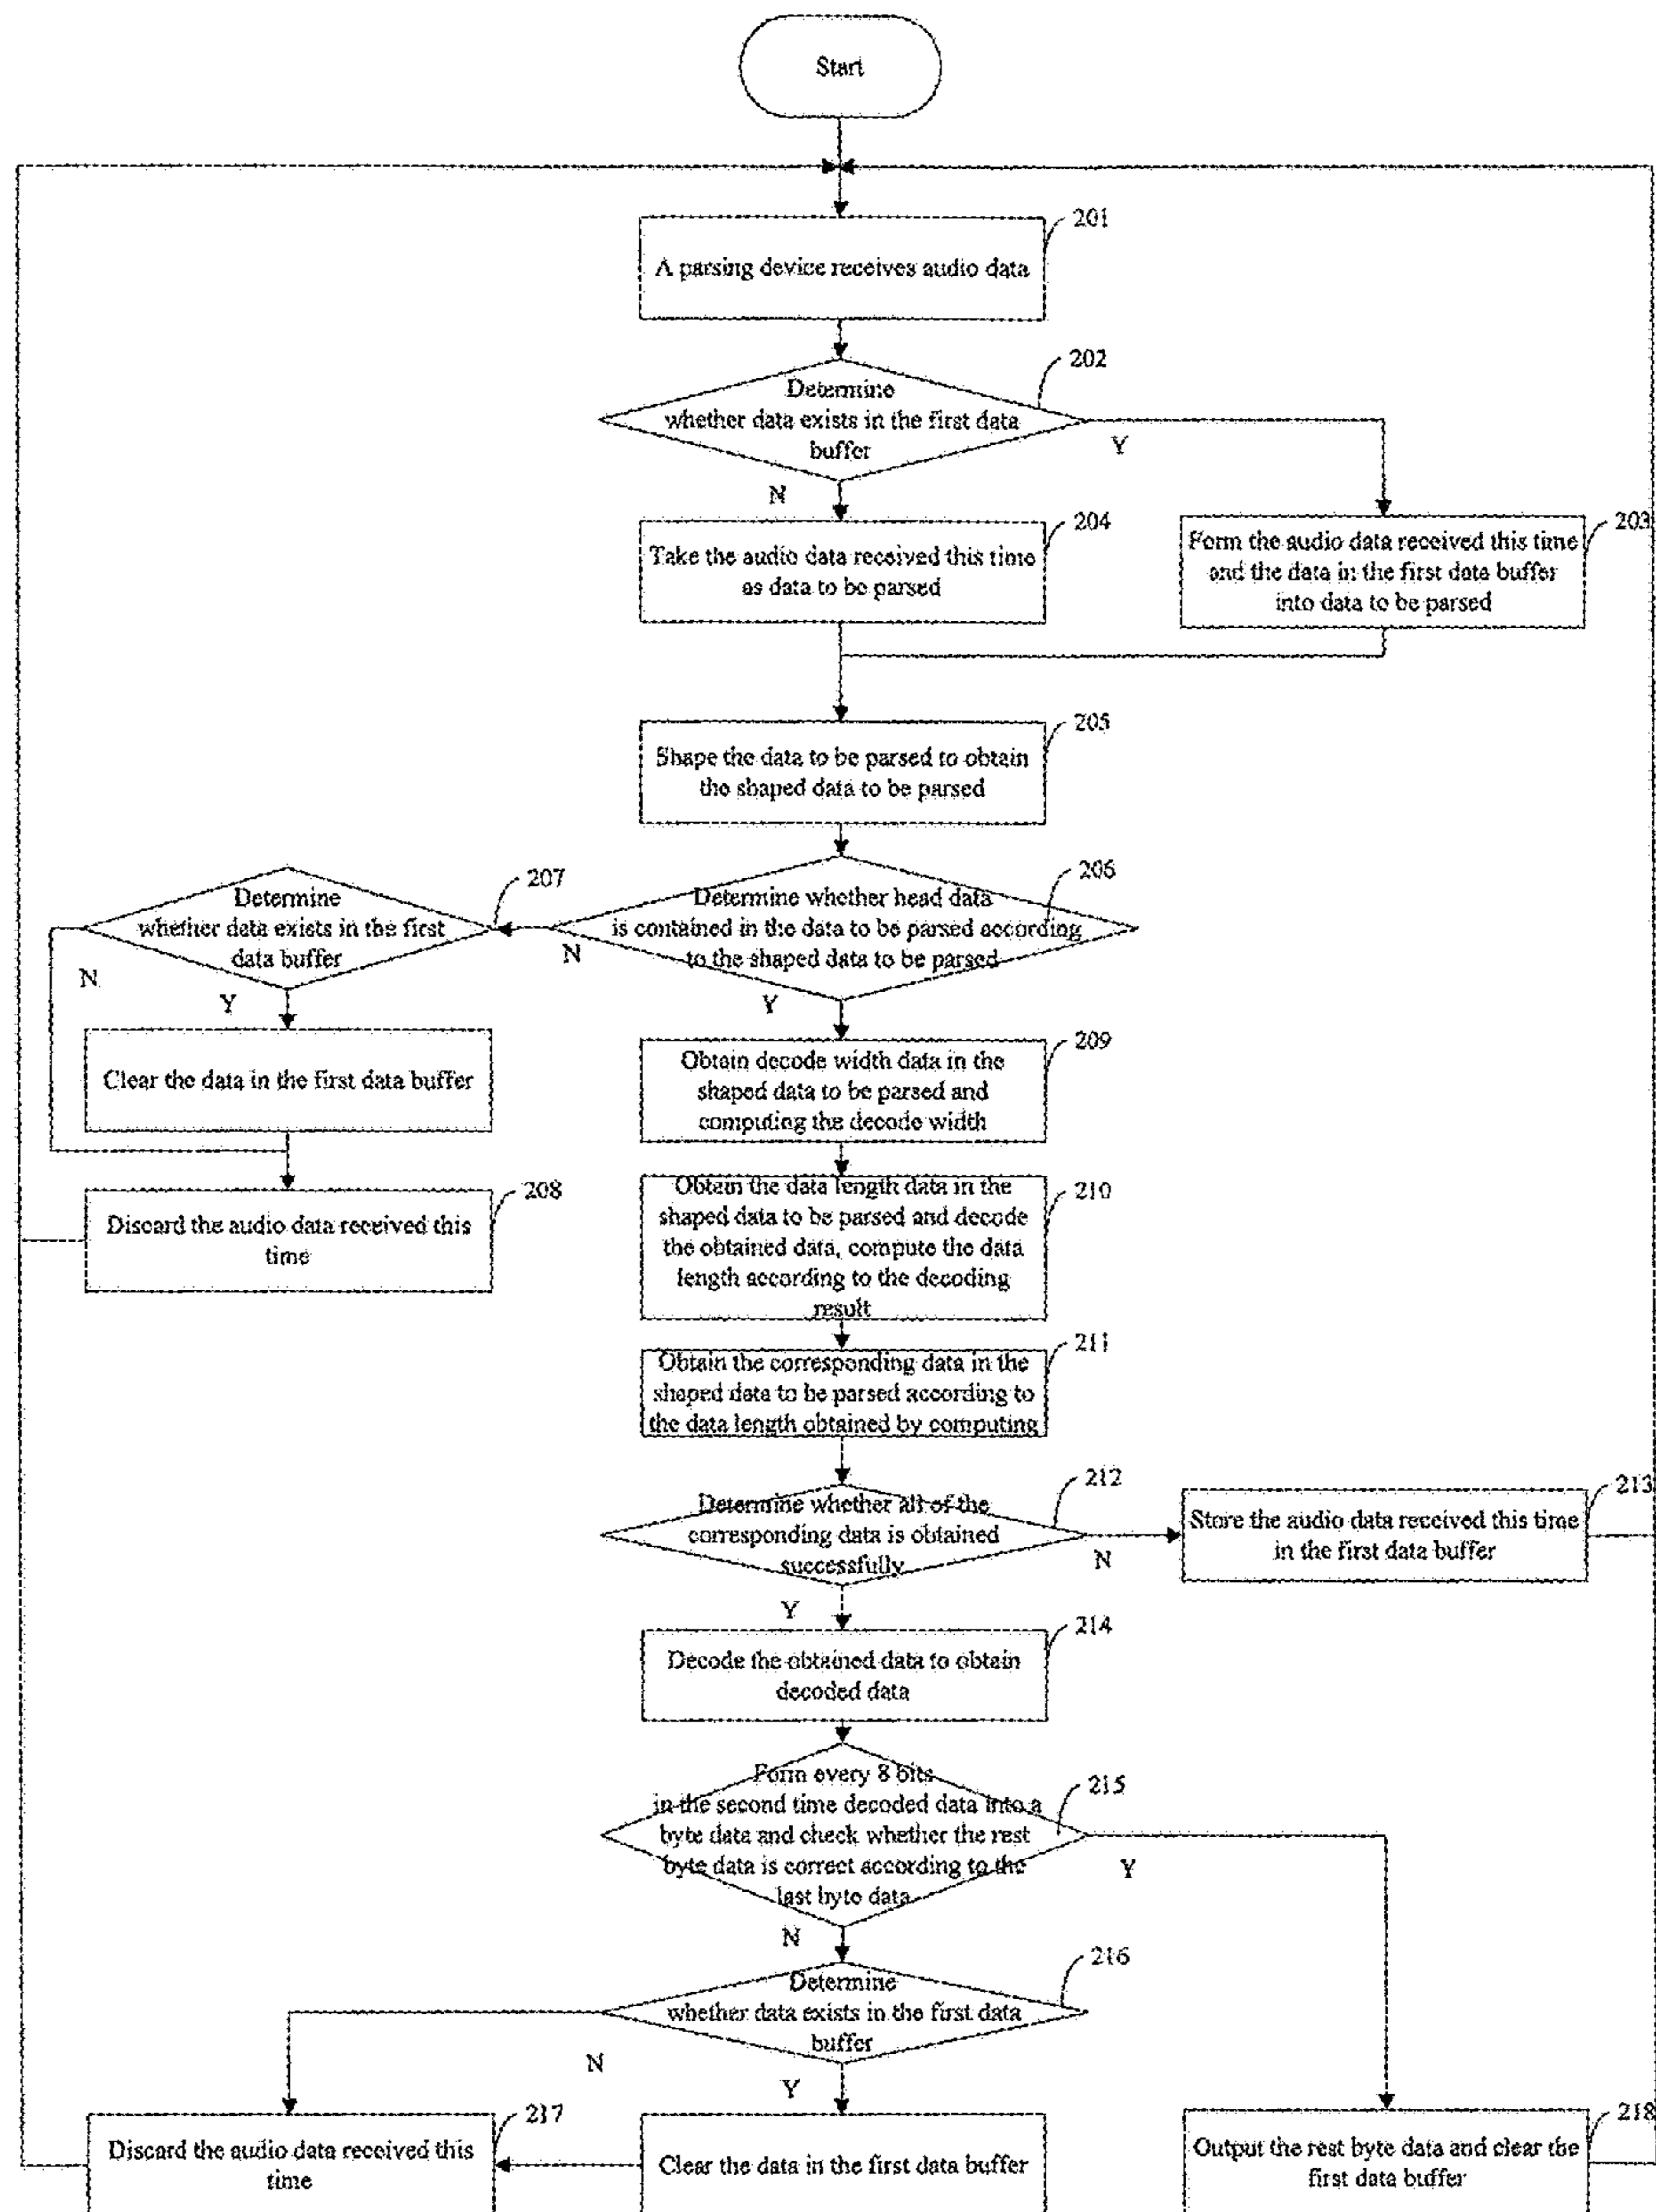 Start
201
A parsing device receives audio data
202
Determine
whether data exists in the first data
buffer
Y
N
204
Take the audio data received this time
as data to be parsed
203
Form the audio data received this time
and the data in the first data buffer
into data to be parsed
205
Shape the data to be parsed to obtain
the shaped data to be parsed
206
Determine whether head data
is contained in the data to be parsed according
to the shaped data to be parsed
N
Y
207
Determine
whether data exists in the first
data buffer
N
Y
Clear the data in the first data buffer
208
Discard the audio data received this
time
209
Obtain decode width data in the
shaped data to be parsed and
computing the decode width
210
Obtain the data length data in the
shaped data to be parsed and decode
the obtained data, compute the data
length according to the decoding
result
211
Obtain the corresponding data in the
shaped data to be parsed according to
the data length obtained by computing
212
Determine whether all of the
corresponding data is obtained
successfully
N
Y
213
Store the audio data received this time
in the first data buffer
214
Decode the obtained data to obtain
decoded data
215
Form every 8 bits
in the second time decoded data into a
byte data and check whether the rest
byte data is correct according to the
last byte data
Y
N
216
Determine
whether data exists in the first data
buffer
N
Y
217
Discard the audio data received this
time
Clear the data in the first data buffer
218
Output the rest byte data and clear the
first data buffer